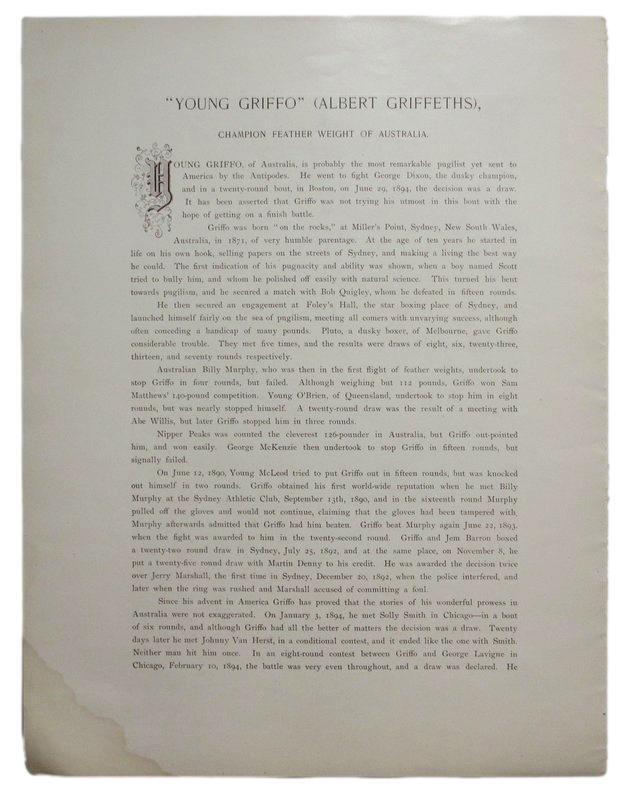 "YOUNG GRIFFO" (ALBERT GRIFFETHS),
CHAMPION FEATHER WEIGHT OF AUSTRALIA.
YOUNG GRIFFO, of Australia, is probably the most remarkable pugilist yet sent to
America by the Antipodes. He went to fight George Dixon, the dusky champion,
and in a twenty-round bout, in Boston, on June 29, 1894, the decision was a draw.
It has been asserted that Griffo was not trying his utmost in this bout with the
hope of getting on a finish battle.
Griffo was born "on the rocks," at Miller's Point, Sydney, New South Wales,
Australia, in 1871, of very humble parentage. At the age of ten years he started in
life on his own hook, selling papers on the streets of Sydney, and making a living the best way
he could. The first indication of his pugnacity and ability was shown, when a boy named Scott
tried to bully him, and whom he polished off easily with natural science. This turned his bent
towards pugilism, and he secured a match with Bob Quigley, whom he defeated in fifteen rounds.
He then secured an engagement at Foley's Hall, the star boxing place of Sydney, and
launched himself fairly on the sea of pugilism, meeting all comers with unvarying success, although
often conceding a handicap of many pounds. Pluto, a dusky boxer, of Melbourne, gave Griffo
considerable trouble. They met five times, and the results were draws of eight, six, twenty-three,
thirteen, and seventy rounds respectively.
Australian Billy Murphy, who was then in the first flight of feather weights, undertook to
stop Griffo in four rounds, but failed. Although weighing but 112 pounds, Griffo won Sam
Matthews' 140-pound competition. Young O'Brien, of Queensland, undertook to stop him in eight
rounds, but was nearly stopped himself. A twenty-round draw was the result of a meeting with
Abe Willis, but later Griffo stopped him in three rounds.
Nipper Peaks was counted the cleverest 126-pounder in Australia, but Griffo out-pointed
him, and won easily. George McKenzie then undertook to stop Griffo in fifteen rounds, but
signally failed.
On June 12, 1890, Young McLeod tried to put Griffo out in fifteen rounds, but was knocked
out himself in two rounds. Griffo obtained his first world-wide reputation when he met Billy
Murphy at the Sydney Athletic Club, September 13th, 1890, and in the sixteenth round Murphy
pulled off the gloves and would not continue, claiming that the gloves had been tampered with.
Murphy afterwards admitted that Griffo had him beaten. Griffo beat Murphy again June 22, 1893,
when the fight was awarded to him in the twenty-second round. Griffo and Jem Barron boxed
a twenty-two round draw in Sydney, July 25, 1892, and at the same place, on November 8, he
put a twenty-five round draw with Martin Denny to his credit. He was awarded the decision twice
over Jerry Marshall, the first time in Sydney, December 20, 1892, when the police interfered, and
later when the ring was rushed and Marshall accused of committing a foul.
Since his advent in America Griffo has proved that the stories of his wonderful prowess in
Australia were not exaggerated. On January 3, 1894, he met Solly Smith in Chicago—in a bout
of six rounds, and although Griffo had all the better of matters the decision was a draw. Twenty
days later he met Johnny Van Herst, in a conditional contest, and it ended like the one with Smith.
Neither man hit him once. In an eight-round contest between Griffo and George Lavigne in
Chicago, February 10, 1894, the battle was very even throughout, and a draw was declared. He